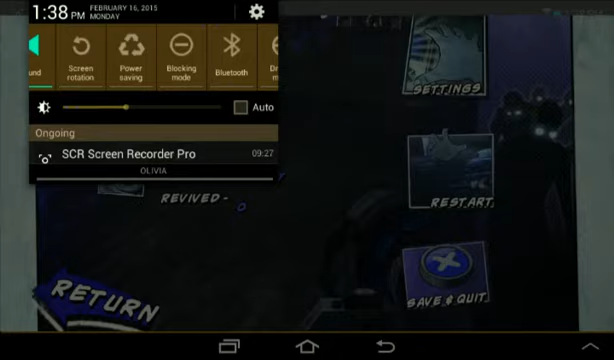 1:38 PM FEBRUARY 16, 2015
MONDAY
und
Screen rotation
Power saving
Blocking mode
Bluetooth
Auto
Ongoing
SCR Screen Recorder Pro 09:27
OLIVIA
SETTINGS
REVIVED -
RESTART
RETURN
SAVE & QUIT